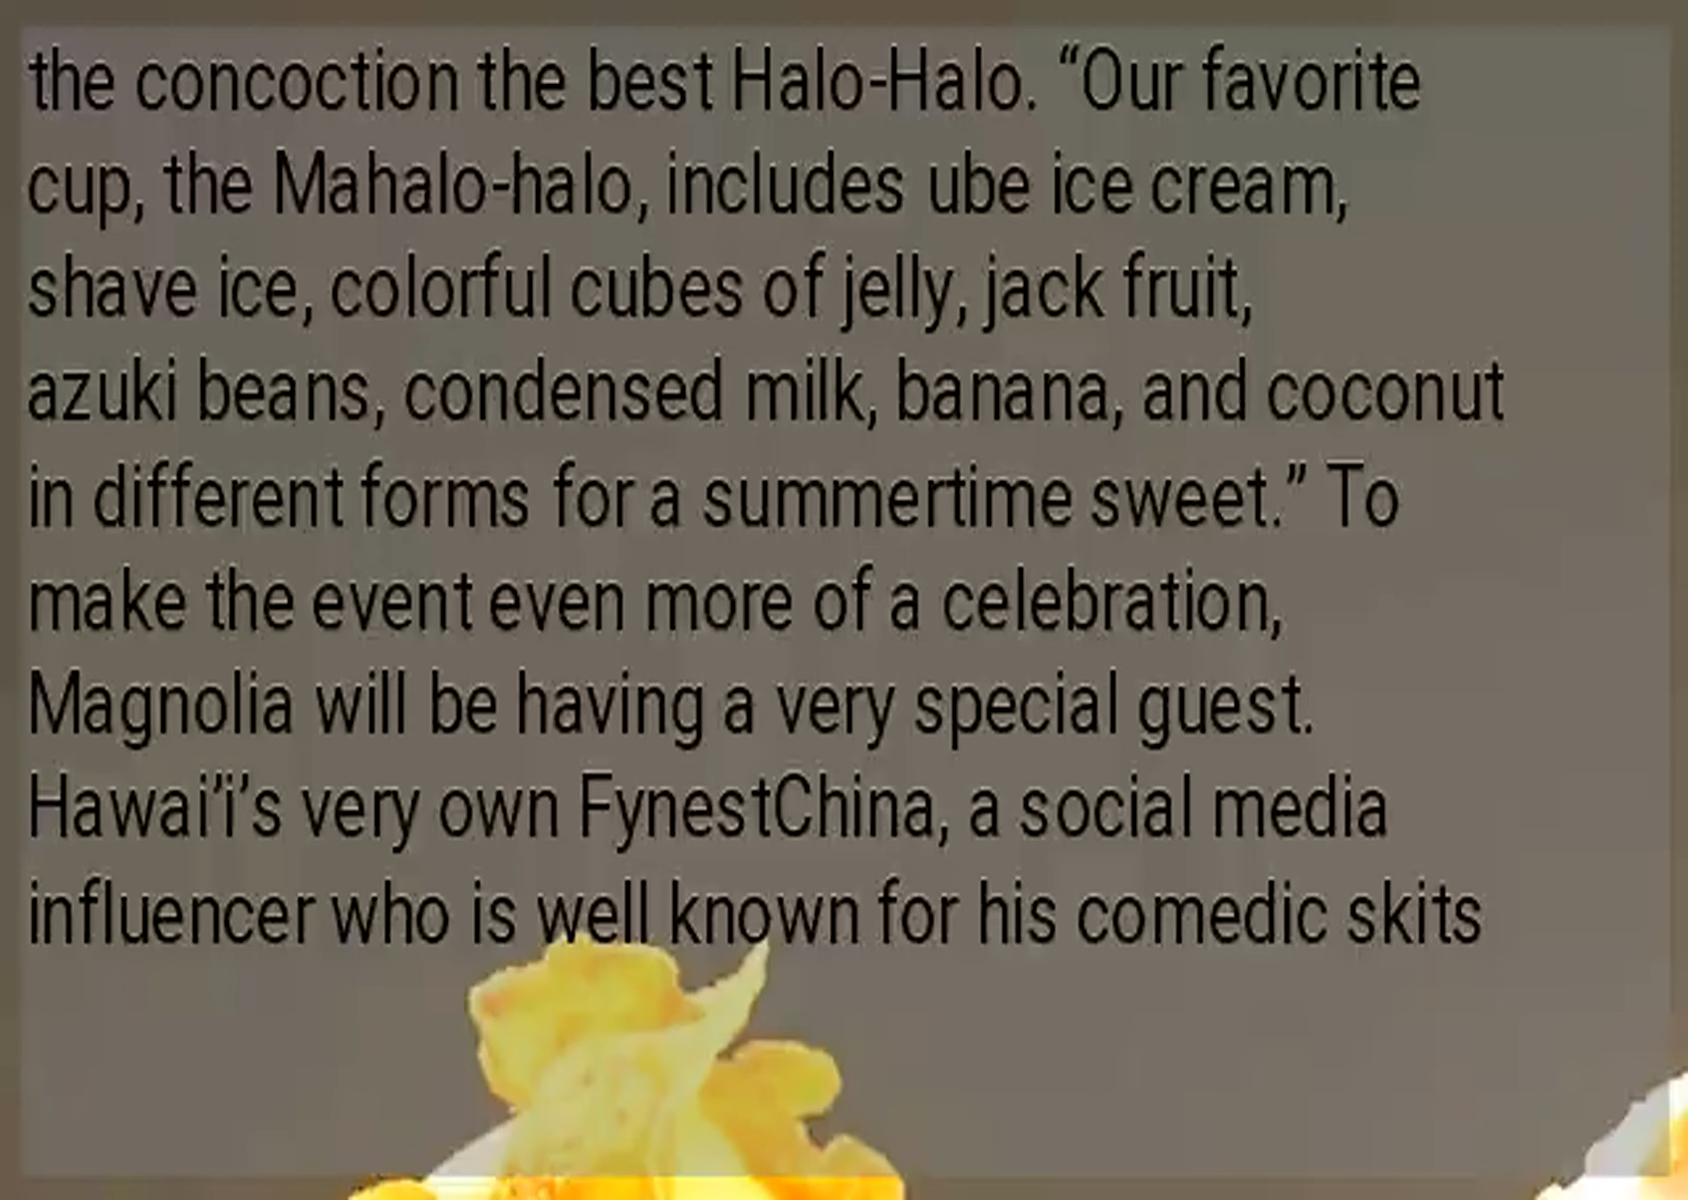 the concoction the best Halo-Halo. “Our favorite
cup, the Mahalo-halo, includes ube ice cream,
shave ice, colorful cubes of jelly, jack fruit,
azuki beans, condensed milk, banana, and coconut
in different forms for a summertime sweet.” To
make the event even more of a celebration,
Magnolia will be having a very special guest.
Hawai’i’s very own FynestChina, a social media
influencer who is well known for his comedic skits